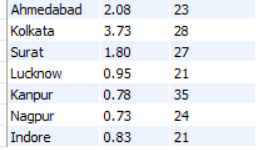 Ahmedabad 2.08 23
Kolkata 3.73 28
Surat 1.80 27
Lucknow 0.95 21
Kanpur 0.78 35
Nagpur 0.73 24
Indore 0.83 21